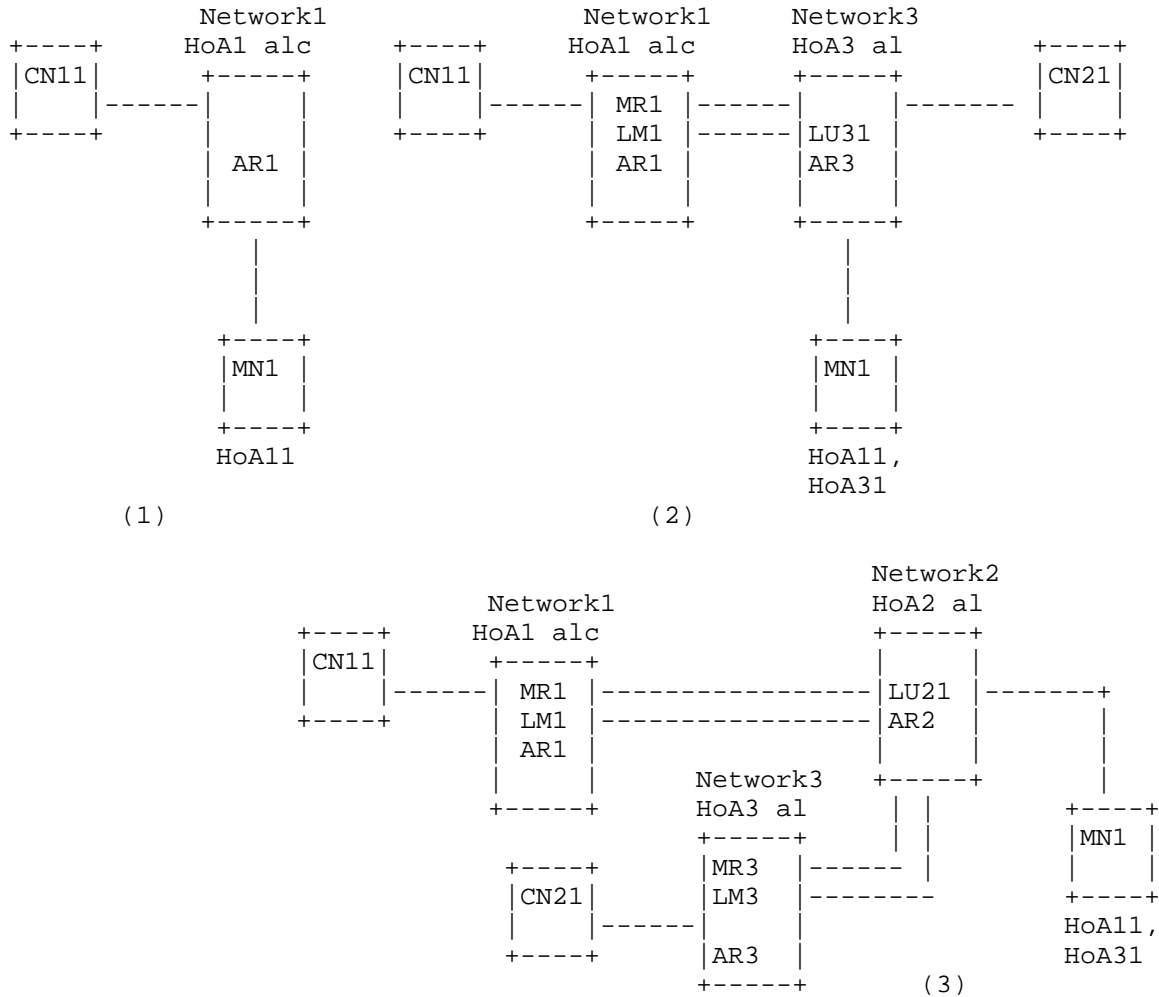 Network1 Network1 Network3
HoA1 alc HoA1 alc HoA3 al
CN11 CN11 CN21
MR1
LM1 LU31
AR1 AR1 AR3
MN1 MN1
HoA11 HoA11,
HoA31
(1) (2)
Network2
Network1 HoA2 al
HoA1 alc
CN11
MR1 LU21
LM1 AR2
AR1
Network3
HoA3 al
MN1
MR3
CN21 LM3
HoA11,
AR3 HoA31
(3)